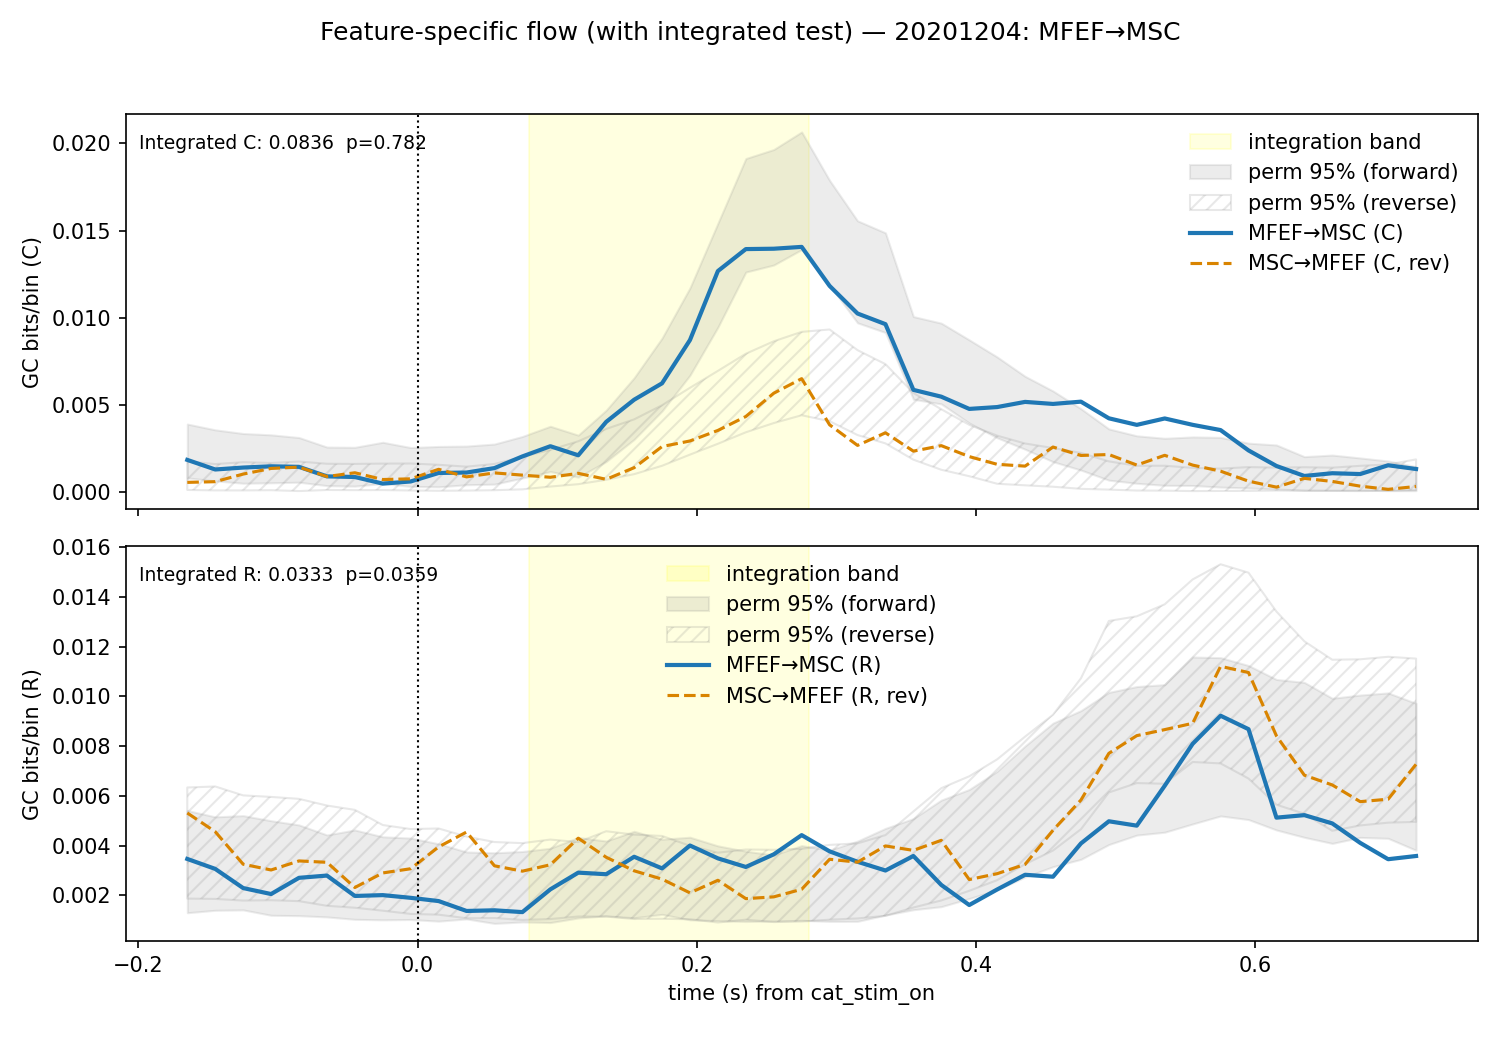 Feature-specific flow (with integrated test) — 20201204: MFEF→MSC
Integrated C: 0.0836  p=0.782
integration band
perm 95% (forward)
perm 95% (reverse)
MFEF→MSC (C)
MSC→MFEF (C, rev)
GC bits/bin (C)
0.020
0.015
0.010
0.005
0.000
Integrated R: 0.0333  p=0.0359
integration band
perm 95% (forward)
perm 95% (reverse)
MFEF→MSC (R)
MSC→MFEF (R, rev)
GC bits/bin (R)
0.016
0.014
0.012
0.010
0.008
0.006
0.004
0.002
−0.2 0.0 0.2 0.4 0.6
time (s) from cat_stim_on